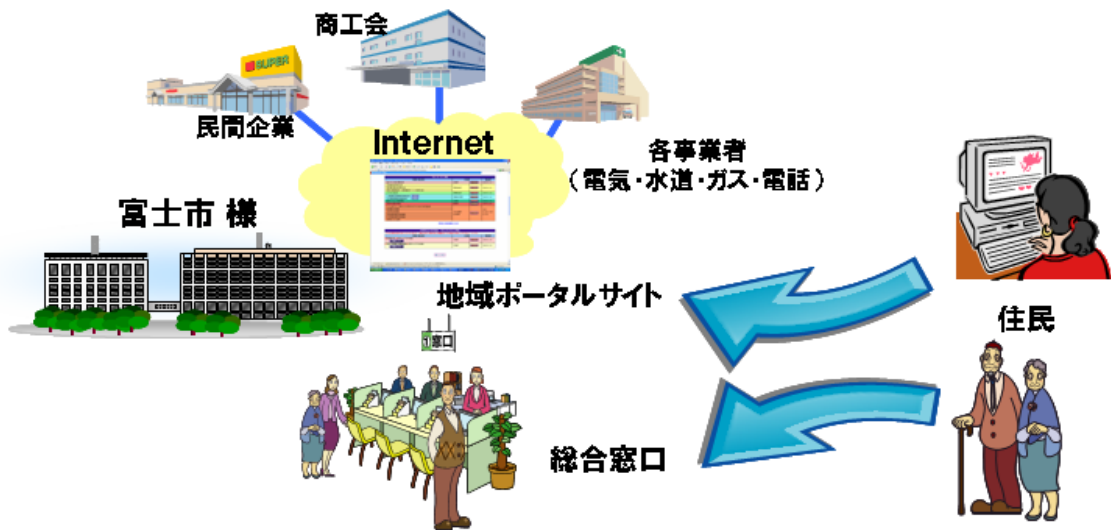 商工会
SUPER
民間企業
Internet
各事業者
(電気・水道・ガス・電話)
富士市 様
地域ポータルサイト
住民
1窓口
総合窓口